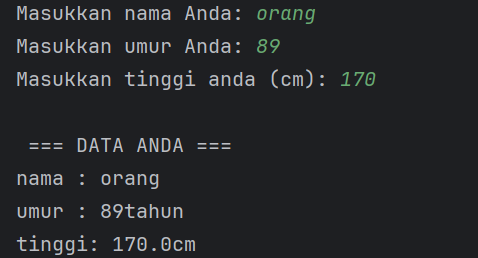 Masukkan nama Anda: orang
Masukkan umur Anda: 89
Masukkan tinggi anda (cm): 170
=== DATA ANDA ===
nama : orang
umur : 89tahun
tinggi: 170.0cm